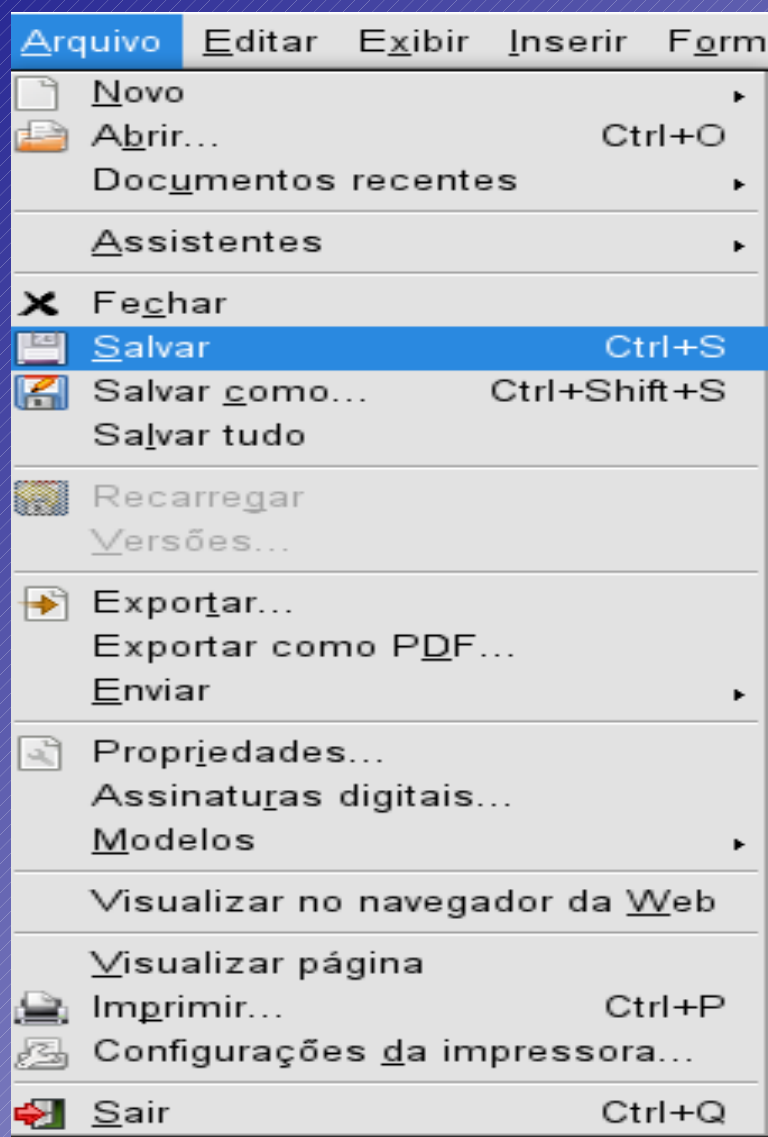 Arquivo Editar Exibir Inserir Form
Novo
Abrir... Ctrl+O
Documentos recentes
Assistentes
Fechar
Salvar Ctrl+S
Salvar como... Ctrl+Shift+S
Salvar tudo
Recarregar
Versões...
Exportar...
Exportar como PDF...
Enviar
Propriedades...
Assinaturas digitais...
Modelos
Visualizar no navegador da Web
Visualizar página
Imprimir... Ctrl+P
Configurações da impressora...
Sair Ctrl+Q